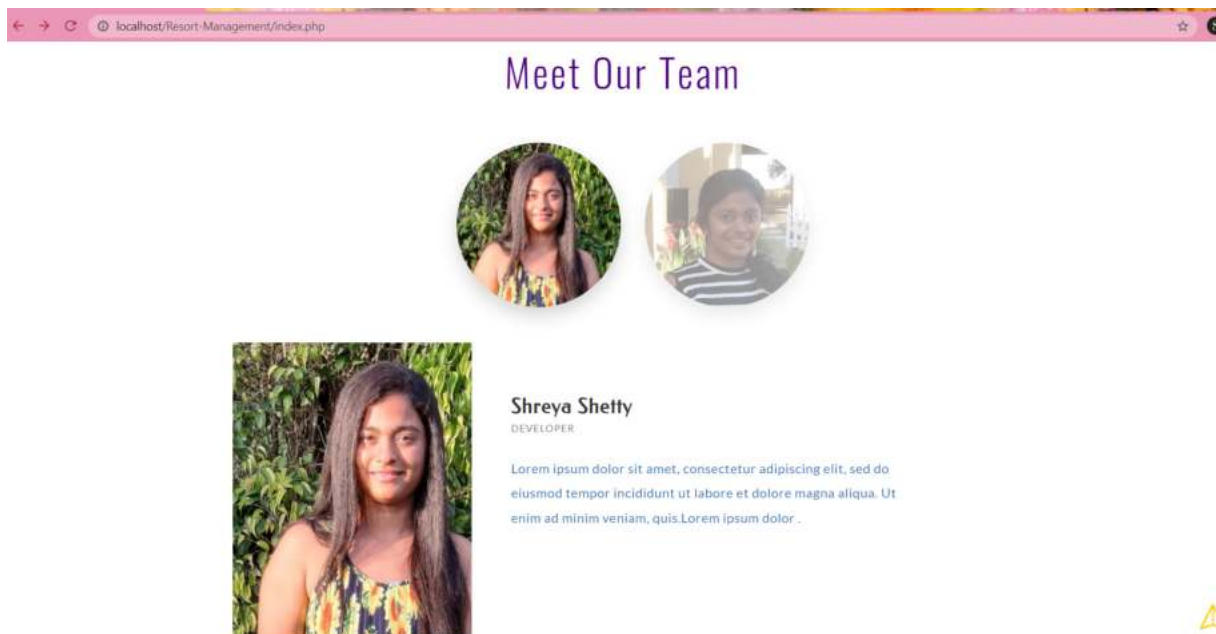 localhost/Resort-Management/index.php
Meet Our Team
Shreya Shetty
DEVELOPER
Lorem ipsum dolor sit amet, consectetur adipiscing elit, sed do
eiusmod tempor incididunt ut labore et dolore magna aliqua. Ut
enim ad minim veniam, quis.Lorem ipsum dolor .